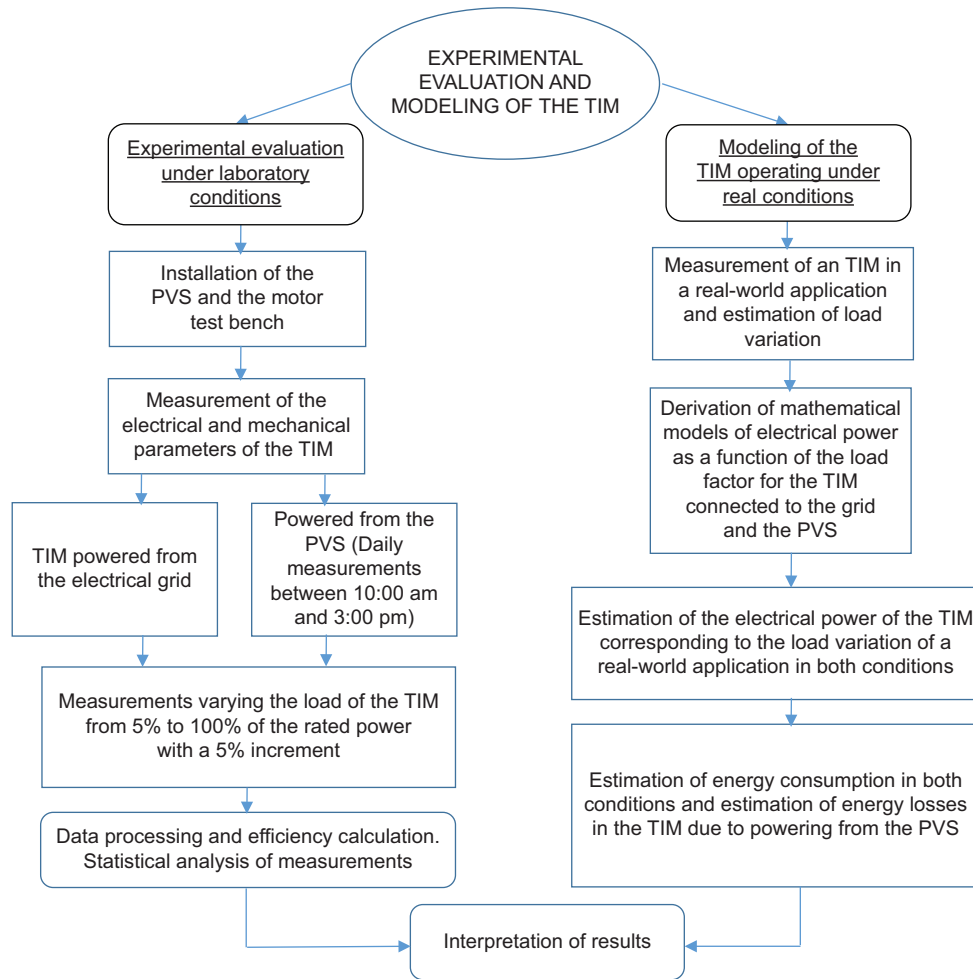 EXPERIMENTAL
EVALUATION AND
MODELING OF THE TIM
Experimental evaluation
under laboratory
conditions
Installation of the
PVS and the motor
test bench
Measurement of the
electrical and mechanical
parameters of the TIM
TIM powered from
the electrical grid
Powered from the
PVS (Daily
measurements
between 10:00 am
and 3:00 pm)
Measurements varying the load of the TIM
from 5% to 100% of the rated power
with a 5% increment
Data processing and efficiency calculation.
Statistical analysis of measurements
Modeling of the
TIM operating under
real conditions
Measurement of an TIM in
a real-world application
and estimation of load
variation
Derivation of mathematical
models of electrical power
as a function of the load
factor for the TIM
connected to the grid
and the PVS
Estimation of the electrical power of the TIM
corresponding to the load variation of a
real-world application in both conditions
Estimation of energy consumption in both
conditions and estimation of energy losses
in the TIM due to powering from the PVS
Interpretation of results